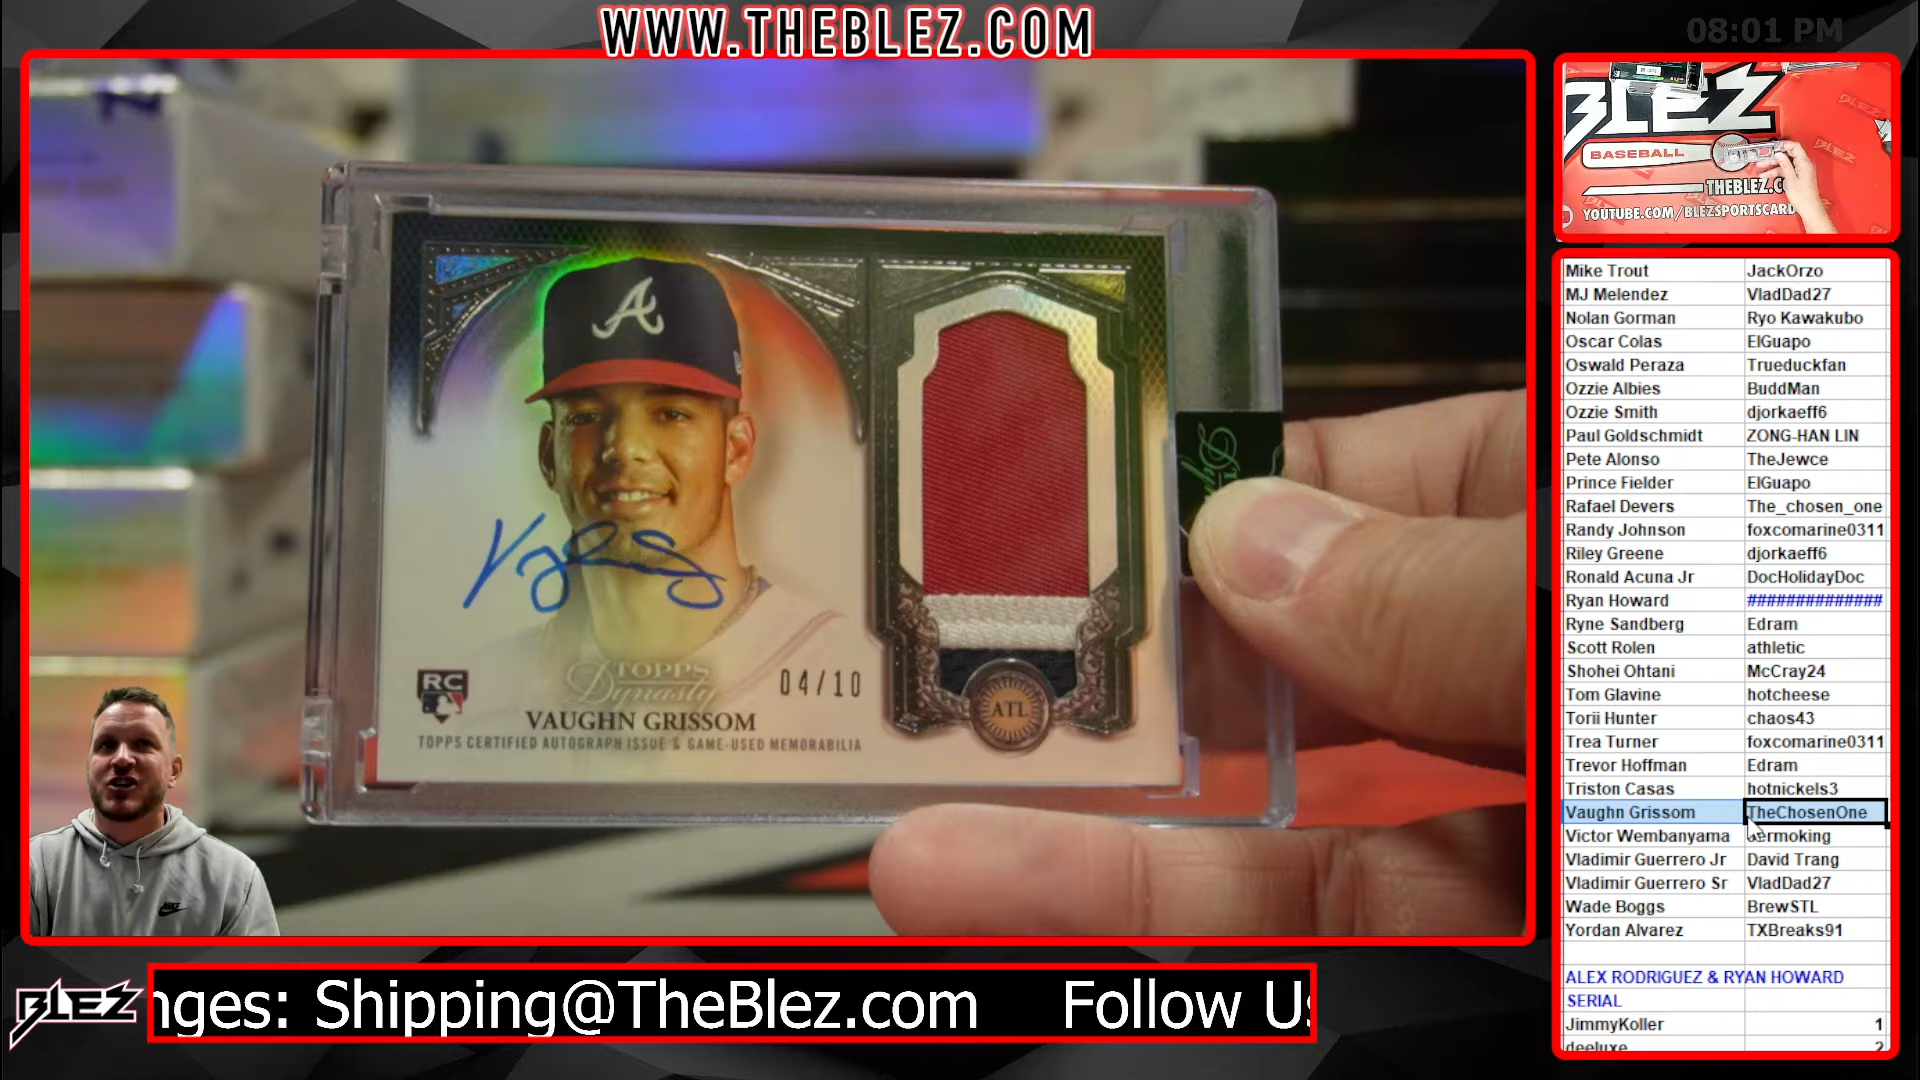 WWW.THEBLEZ.COM
08:01 PM
BLEZ
BASEBALL
BLEZ
THEBLEZ.C
YOUTUBE.COM/BLEZSPORTSCARD
A
RC
TOPPS
Dynasty
04/10
VAUGHN GRISSOM
TOPPS CERTIFIED AUTOGRAPH ISSUE & GAME-USED MEMORABILIA
ATL
Mike Trout JackOrzo
MJ Melendez VladDad27
Nolan Gorman Ryo Kawakubo
Oscar Colas ElGuapo
Oswald Peraza Trueduckfan
Ozzie Albies BuddMan
Ozzie Smith djorkaeff6
Paul Goldschmidt ZONG-HAN LIN
Pete Alonso TheJewce
Prince Fielder ElGuapo
Rafael Devers The_chosen_one
Randy Johnson foxcomarine0311
Riley Greene djorkaeff6
Ronald Acuna Jr DocHolidayDoc
Ryan Howard ##############
Ryne Sandberg Edram
Scott Rolen athletic
Shohei Ohtani McCray24
Tom Glavine hotcheese
Torii Hunter chaos43
Trea Turner foxcomarine0311
Trevor Hoffman Edram
Triston Casas hotnickels3
Vaughn Grissom TheChosenOne
Victor Wembanyama
Vladimir Guerrero Jr David Trang
Vladimir Guerrero Sr VladDad27
Wade Boggs BrewSTL
Yordan Alvarez TXBreaks91
ALEX RODRIGUEZ & RYAN HOWARD
SERIAL
JimmyKoller 1
deeluxe 2
BLEZ
nges: Shipping@TheBlez.com Follow Us